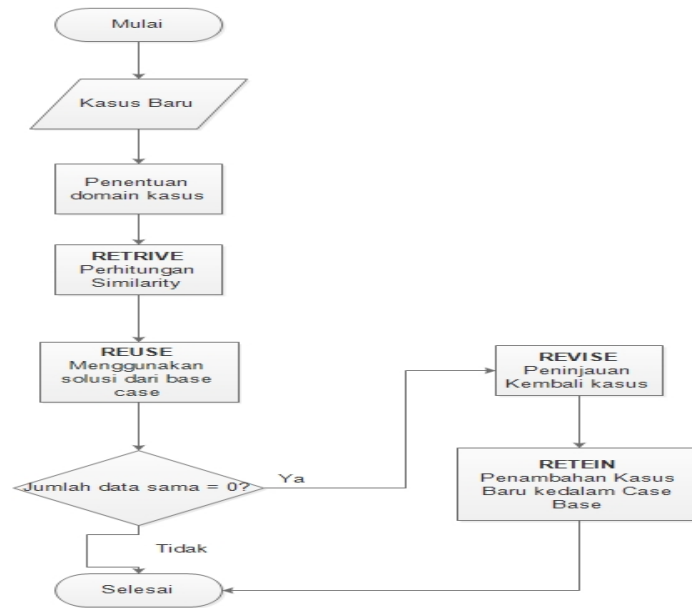 Mulai
Kasus Baru
Penentuan
domain kasus
RETRIVE
Perhitungan
Similarity
REUSE
Menggunakan
solusi dari base
case
Jumlah data sama = 0?
Ya
Tidak
REVISE
Peninjauan
Kembali kasus
RETEIN
Penambahan Kasus
Baru kedalam Case
Base
Selesai